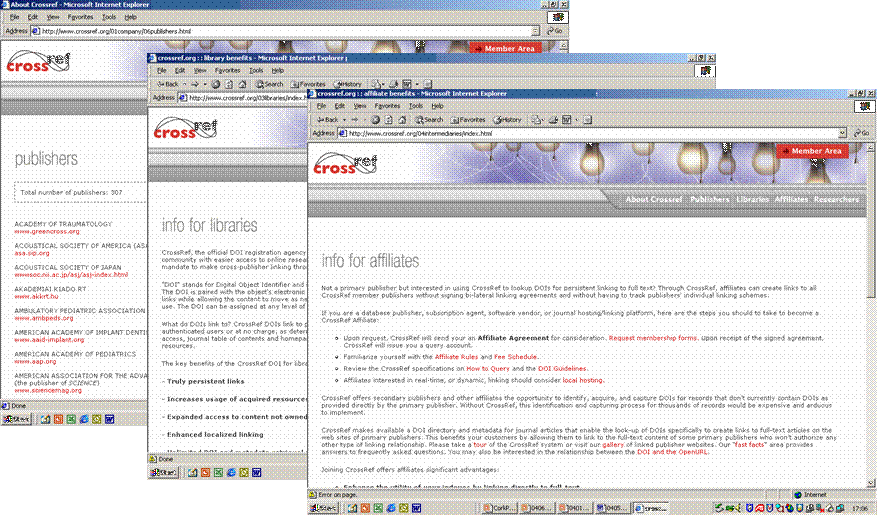 About Crossref - Microsoft Internet Explorer
File Edit View Favorites Tools Help
Address http://www.crossref.org/01company/06publishers.html Go
Member Area
crossref
publishers
Total number of publishers: 307
ACADEMY OF TRAUMATOLOGY
www.greencross.org
ACOUSTICAL SOCIETY OF AMERICA (ASA
asa.aip.org
ACOUSTICAL SOCIETY OF JAPAN
wwwsoc.nii.ac.jp/asj/asj-index.html
AKADEMIAI KIADO RT
www.akkrt.hu
AMBULATORY PEDIATRIC ASSOCIATION
www.ambpeds.org
AMERICAN ACADEMY OF IMPLANT DENTIS
www.aaid-implant.org
AMERICAN ACADEMY OF PEDIATRICS
www.aap.org
AMERICAN ASSOCIATION FOR THE ADVA
(the publisher of SCIENCE)
www.sciencemag.org
Done
Start
crossref.org :: library benefits - Microsoft Internet Explorer
File Edit View Favorites Tools Help
Back Search Favorites History
Address http://www.crossref.org/03libraries/index.h
crossref
info for libraries
CrossRef, the official DOI registration agency
community with easier access to online resea
mandate to make cross-publisher linking throu
"DOI" stands for Digital Object Identifier and
The DOI is paired with the object's electronic
links while allowing the content to move as ne
use. The DOI can be assigned at any level of
What do DOIs link to? CrossRef DOIs link to p
authenticated users or at no charge, as deter
access, journal table of contents and homepa
resources.
The key benefits of the CrossRef DOI for libra
- Truly persistent links
- Increases usage of acquired resources
- Expanded access to content not owned
- Enhanced localized linking
Done
Start
crossref.org :: affiliate benefits - Microsoft Internet Explorer
File Edit View Favorites Tools Help
Back Search Favorites History
Address http://www.crossref.org/04intermediaries/index.html Go
Member Area
crossref
About Crossref Publishers Libraries Affiliates Researchers
info for affiliates
Not a primary publisher but interested in using CrossRef to lookup DOIs for persistent linking to full text? Through CrossRef, affiliates can create links to all
CrossRef member publishers without signing bi-lateral linking agreements and without having to track publishers' individual linking schemes.
If you are a database publisher, subscription agent, software vendor, or journal hosting/linking platform, here are the steps you should take to become a
CrossRef Affiliate:
Upon request, CrossRef will send you an Affiliate Agreement for consideration. Request membership forms. Upon receipt of the signed agreement,
CrossRef will issue you a query account.
Familiarize yourself with the Affiliate Rules and Fee Schedule.
Review the CrossRef specifications on How to Query and the DOI Guidelines.
Affiliates interested in real-time, or dynamic, linking should consider local hosting.
CrossRef offers secondary publishers and other affiliates the opportunity to identify, acquire, and capture DOIs for records that don't currently contain DOIs as
provided directly by the primary publisher. Without CrossRef, this identification and capturing process for thousands of records would be expensive and arduous
to implement.
CrossRef makes available a DOI directory and metadata for journal articles that enable the look-up of DOIs specifically to create links to full-text articles on the
web sites of primary publishers. This benefits your customers by allowing them to link to the full-text content of some primary publishers who won't authorize any
other type of linking relationship. Please take a tour of the CrossRef system or visit our gallery of linked publisher websites. Our "fast facts" area provides
answers to frequently asked questions. You may also be interested in the relationship between the DOI and the OpenURL.
Joining CrossRef offers affiliates significant advantages:
Enhance the utility of your indexes by linking directly to full-text
Error on page. Internet
Start CorkP... 0406... 0401... 0405... cross... 17:06